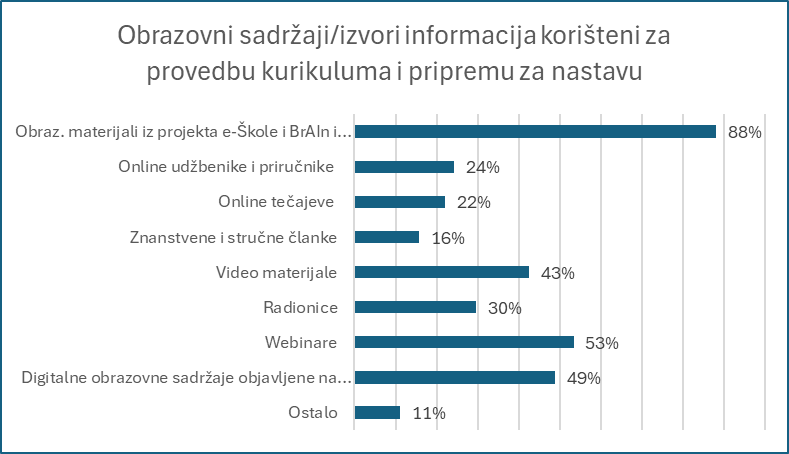 Obrazovni sadržaji/izvori informacija korišteni za
provedbu kurikuluma i pripremu za nastavu
Obraz. materijali iz projekta e-Škole i BrAIn i... 88%
Online udžbenike i priručnike 24%
Online tečajeve 22%
Znanstvene i stručne članke 16%
Video materijale 43%
Radionice 30%
Webinare 53%
Digitalne obrazovne sadržaje objavljene na... 49%
Ostalo 11%